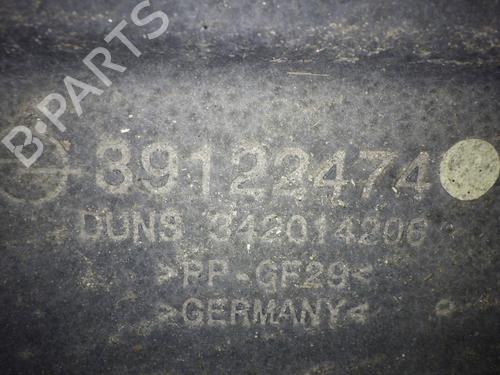 B-PARTS
39122474
DUNS 342014206
>PP-GF29<
>GERMANY<